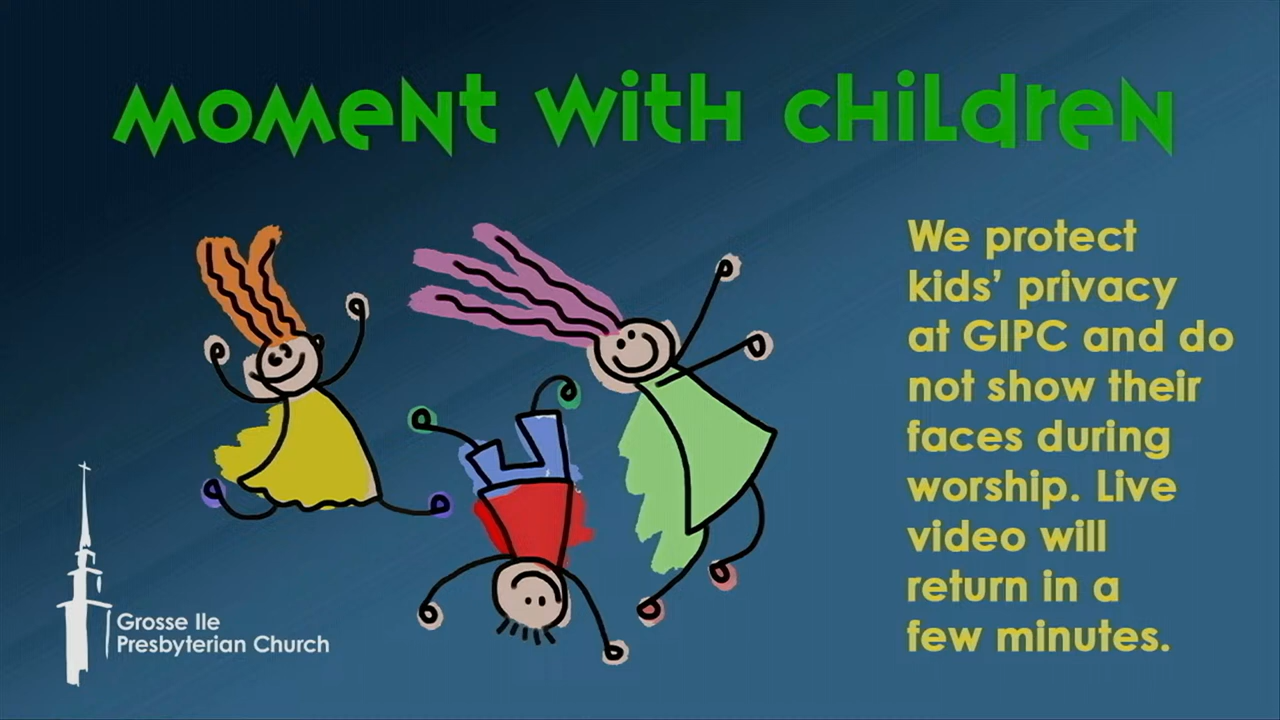 MOMENT WITH CHILDREN
We protect
kids’ privacy
at GIPC and do
not show their
faces during
worship. Live
video will
return in a
few minutes.
Grosse Ile
Presbyterian Church